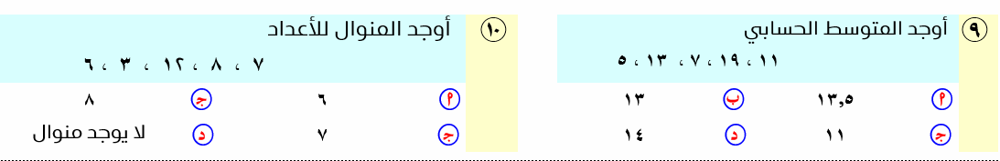 ٩ أوجد المتوسط الحسابي
١١ ، ١٩ ، ٧ ، ١٣ ، ٥
أ ١٣,٥ ب ١٣
ج ١١ د ١٤
١٠ أوجد المنوال للأعداد
٧ ، ٨ ، ١٢ ، ٣ ، ٦
أ ٦ ج ٨
ج ٧ د لا يوجد منوال